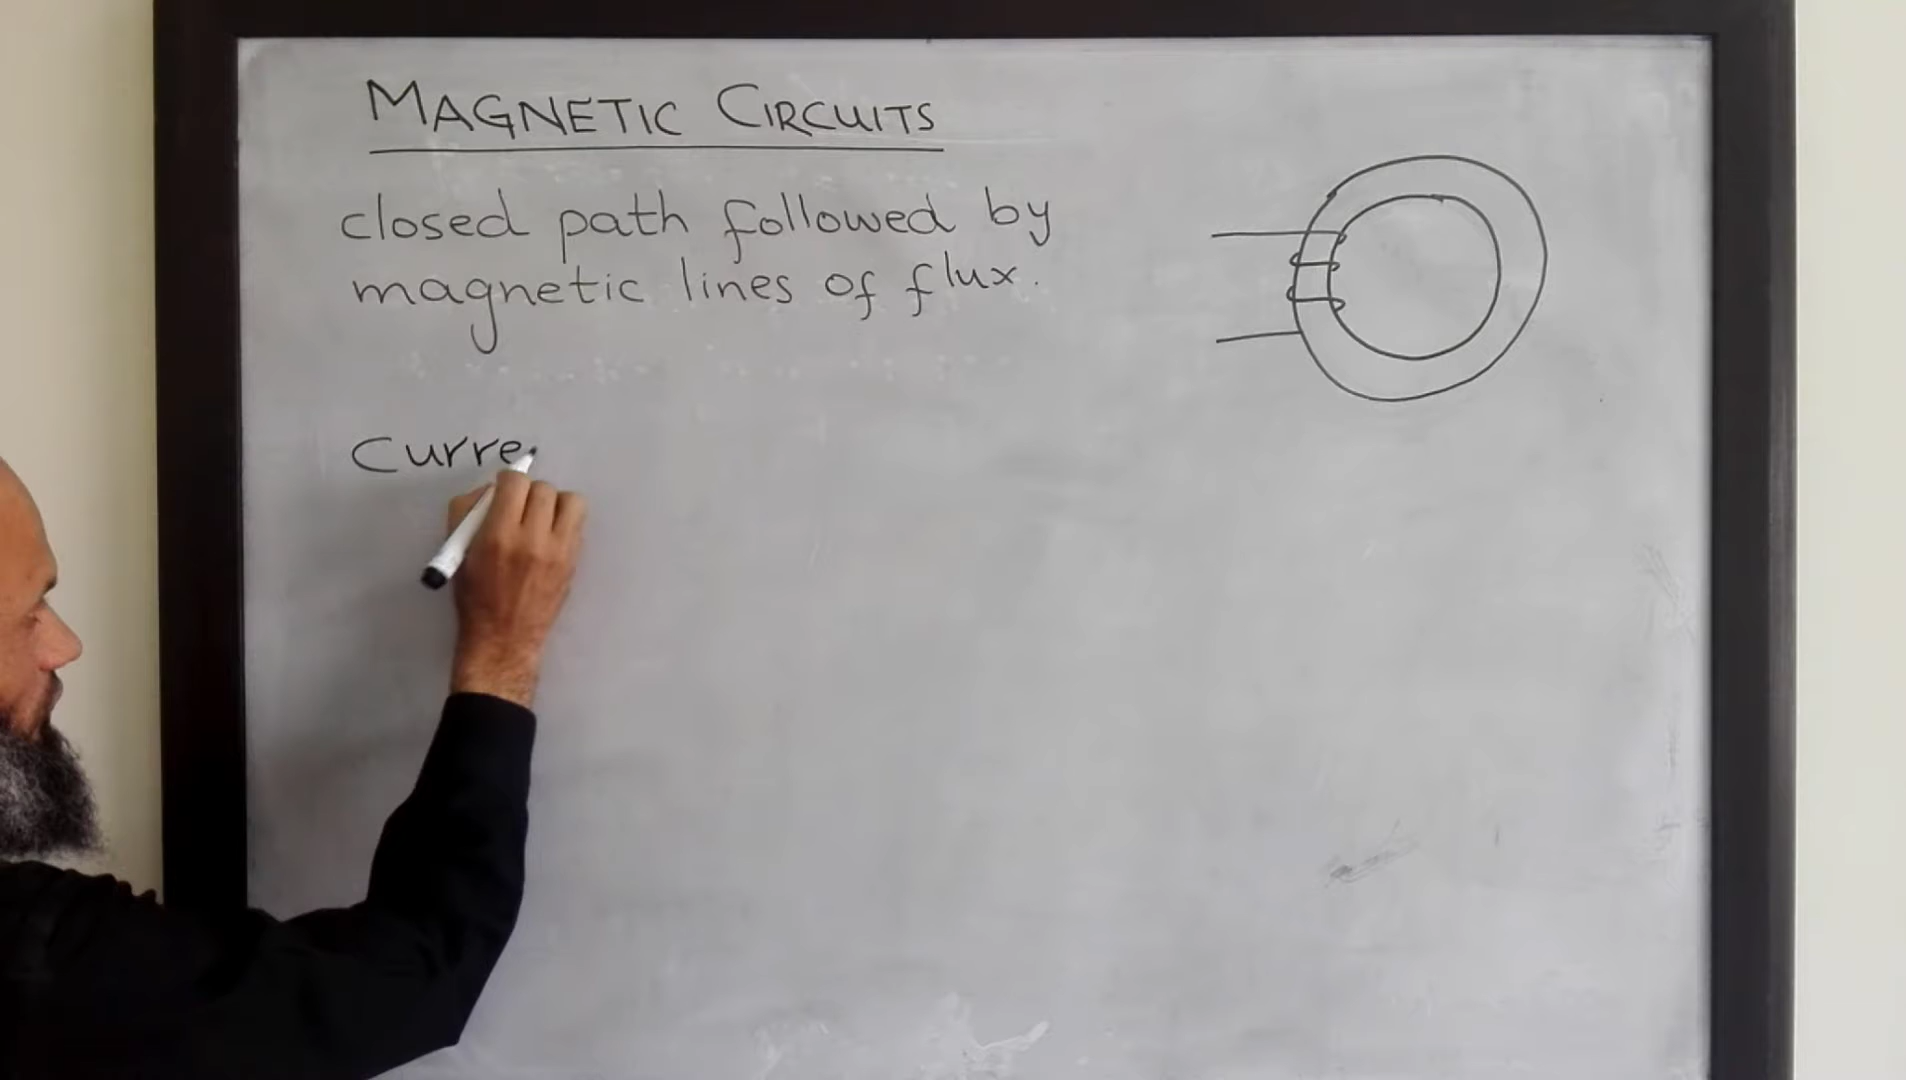 MAGNETIC CIRCUITS
closed path followed by
magnetic lines of flux.
Curre